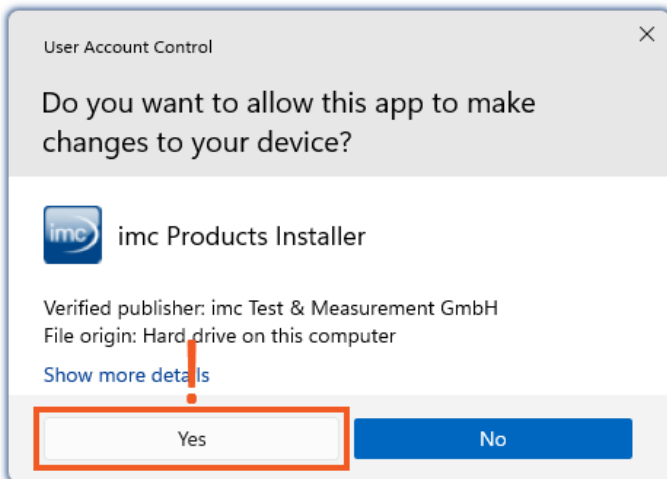 User Account Control
Do you want to allow this app to make
changes to your device?
imc
imc Products Installer
Verified publisher: imc Test & Measurement GmbH
File origin: Hard drive on this computer
Show more details
!
Yes
No